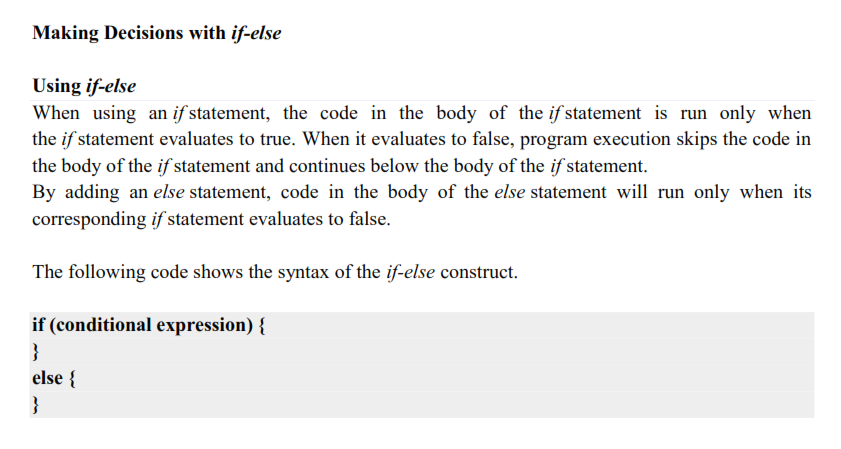 Making Decisions with if-else
Using if-else
When using an if statement, the code in the body of the if statement is run only when
the if statement evaluates to true. When it evaluates to false, program execution skips the code in
the body of the if statement and continues below the body of the if statement.
By adding an else statement, code in the body of the else statement will run only when its
corresponding if statement evaluates to false.
The following code shows the syntax of the if-else construct.
if (conditional expression) {
}
else {
}